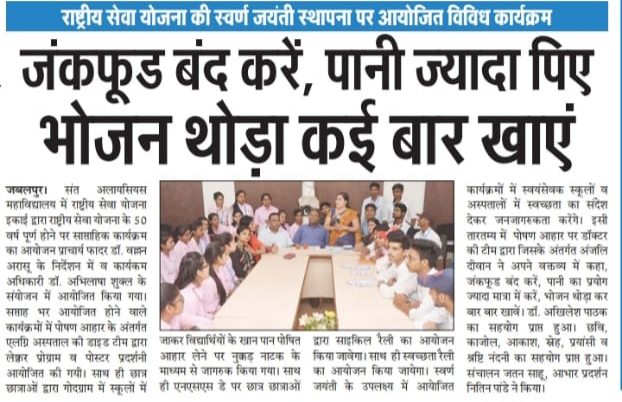 राष्ट्रीय सेवा योजना की स्वर्ण जयंती स्थापना पर आयोजित विविध कार्यक्रम
जंकफूड बंद करें, पानी ज्यादा पिए
भोजन थोड़ा कई बार खाएं
जबलपुर। संत अलायसियस
महाविद्यालय में राष्ट्रीय सेवा योजना
इकाई द्वारा राष्ट्रीय सेवा योजना के 50
वर्ष पूर्ण होने पर साप्ताहिक कार्यक्रम
का आयोजन प्राचार्य फादर डॉ. वल्लन
अरासू के निर्देशन में व कार्यकम
अधिकारी डॉ. अभिलाषा शुक्ल के
संयोजन में आयोजित किया गया।
सप्ताह भर आयोजित होने वाले
कार्यक्रमों में पोषण आहार के अंतर्गत
एलग्नि अस्पताल की डाइट टीम द्वारा
लेक्चर प्रोग्राम व पोस्टर प्रदर्शनी
आयोजित की गयी। साथ ही छात्र
छात्राओं द्वारा गोदग्राम में स्कूलों में
जाकर विद्यार्थियों के खान पान पोषित
आहार लेने पर नुक्कड़ नाटक के
माध्यम से जागरुक किया गया। साथ
ही एनएसएस डे पर छात्र छात्राओं
द्वारा साइकिल रैली का आयोजन
किया जावेगा। साथ ही स्वच्छता रैली
का आयोजन किया जायेगा। स्वर्ण
जयंती के उपलक्ष्य में आयोजित
कार्यक्रमों में स्वयंसेवक स्कूलों व
अस्पतालों में स्वच्छता का संदेश
देकर जनजागरुकता करेंगे। इसी
तारतम्य में पोषण आहार पर डॉक्टर
की टीम द्वारा जिसके अंतर्गत अंजलि
दीवान ने अपने वक्तव्य में कहा,
जंकफूड बंद करें, पानी का प्रयोग
ज्यादा मात्रा में करें, भोजन थोड़ा कर
बार बार खावें। डॉ. अखिलेश पाठक
का सहयोग प्राप्त हुआ। छवि,
काजोल, आकाश, स्नेह, प्रयांसी व
श्रष्टि नंदनी का सहयोग प्राप्त हुआ।
संचालन जतन साहू, आभार प्रदर्शन
नितिन पांडे ने किया।